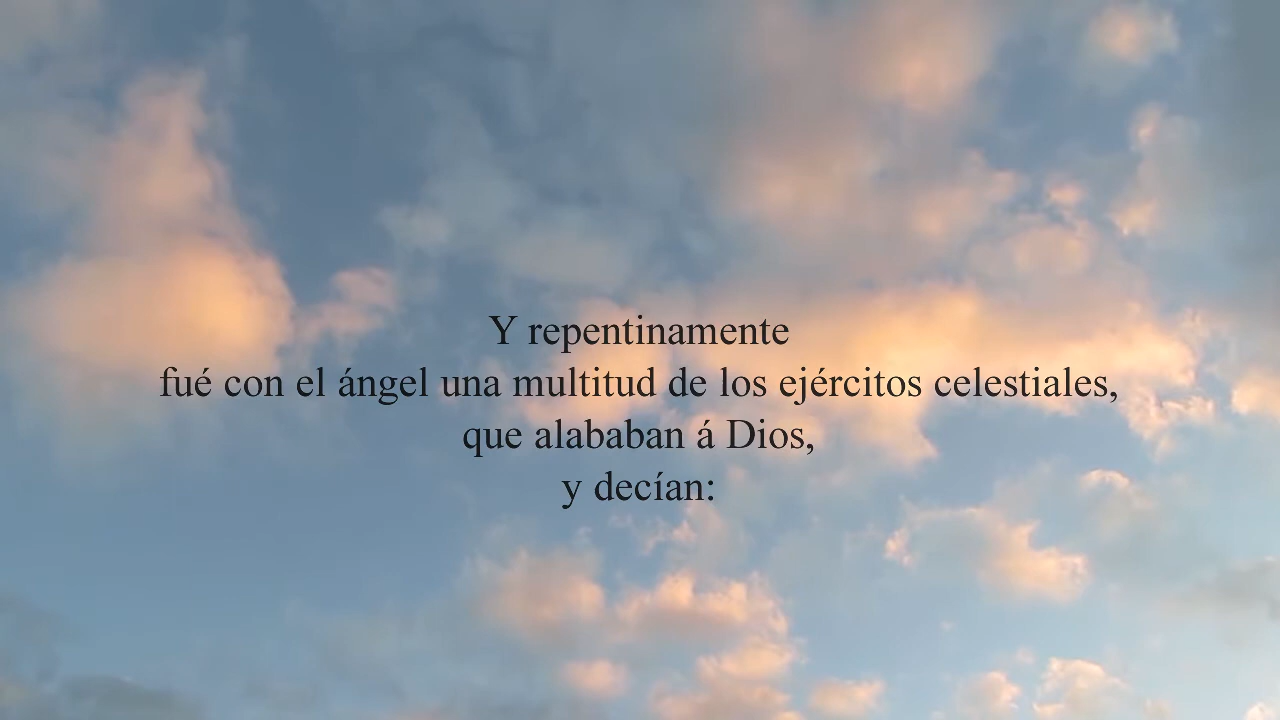 Y repentinamente
fué con el ángel una multitud de los ejércitos celestiales,
que alababan á Dios,
y decían: